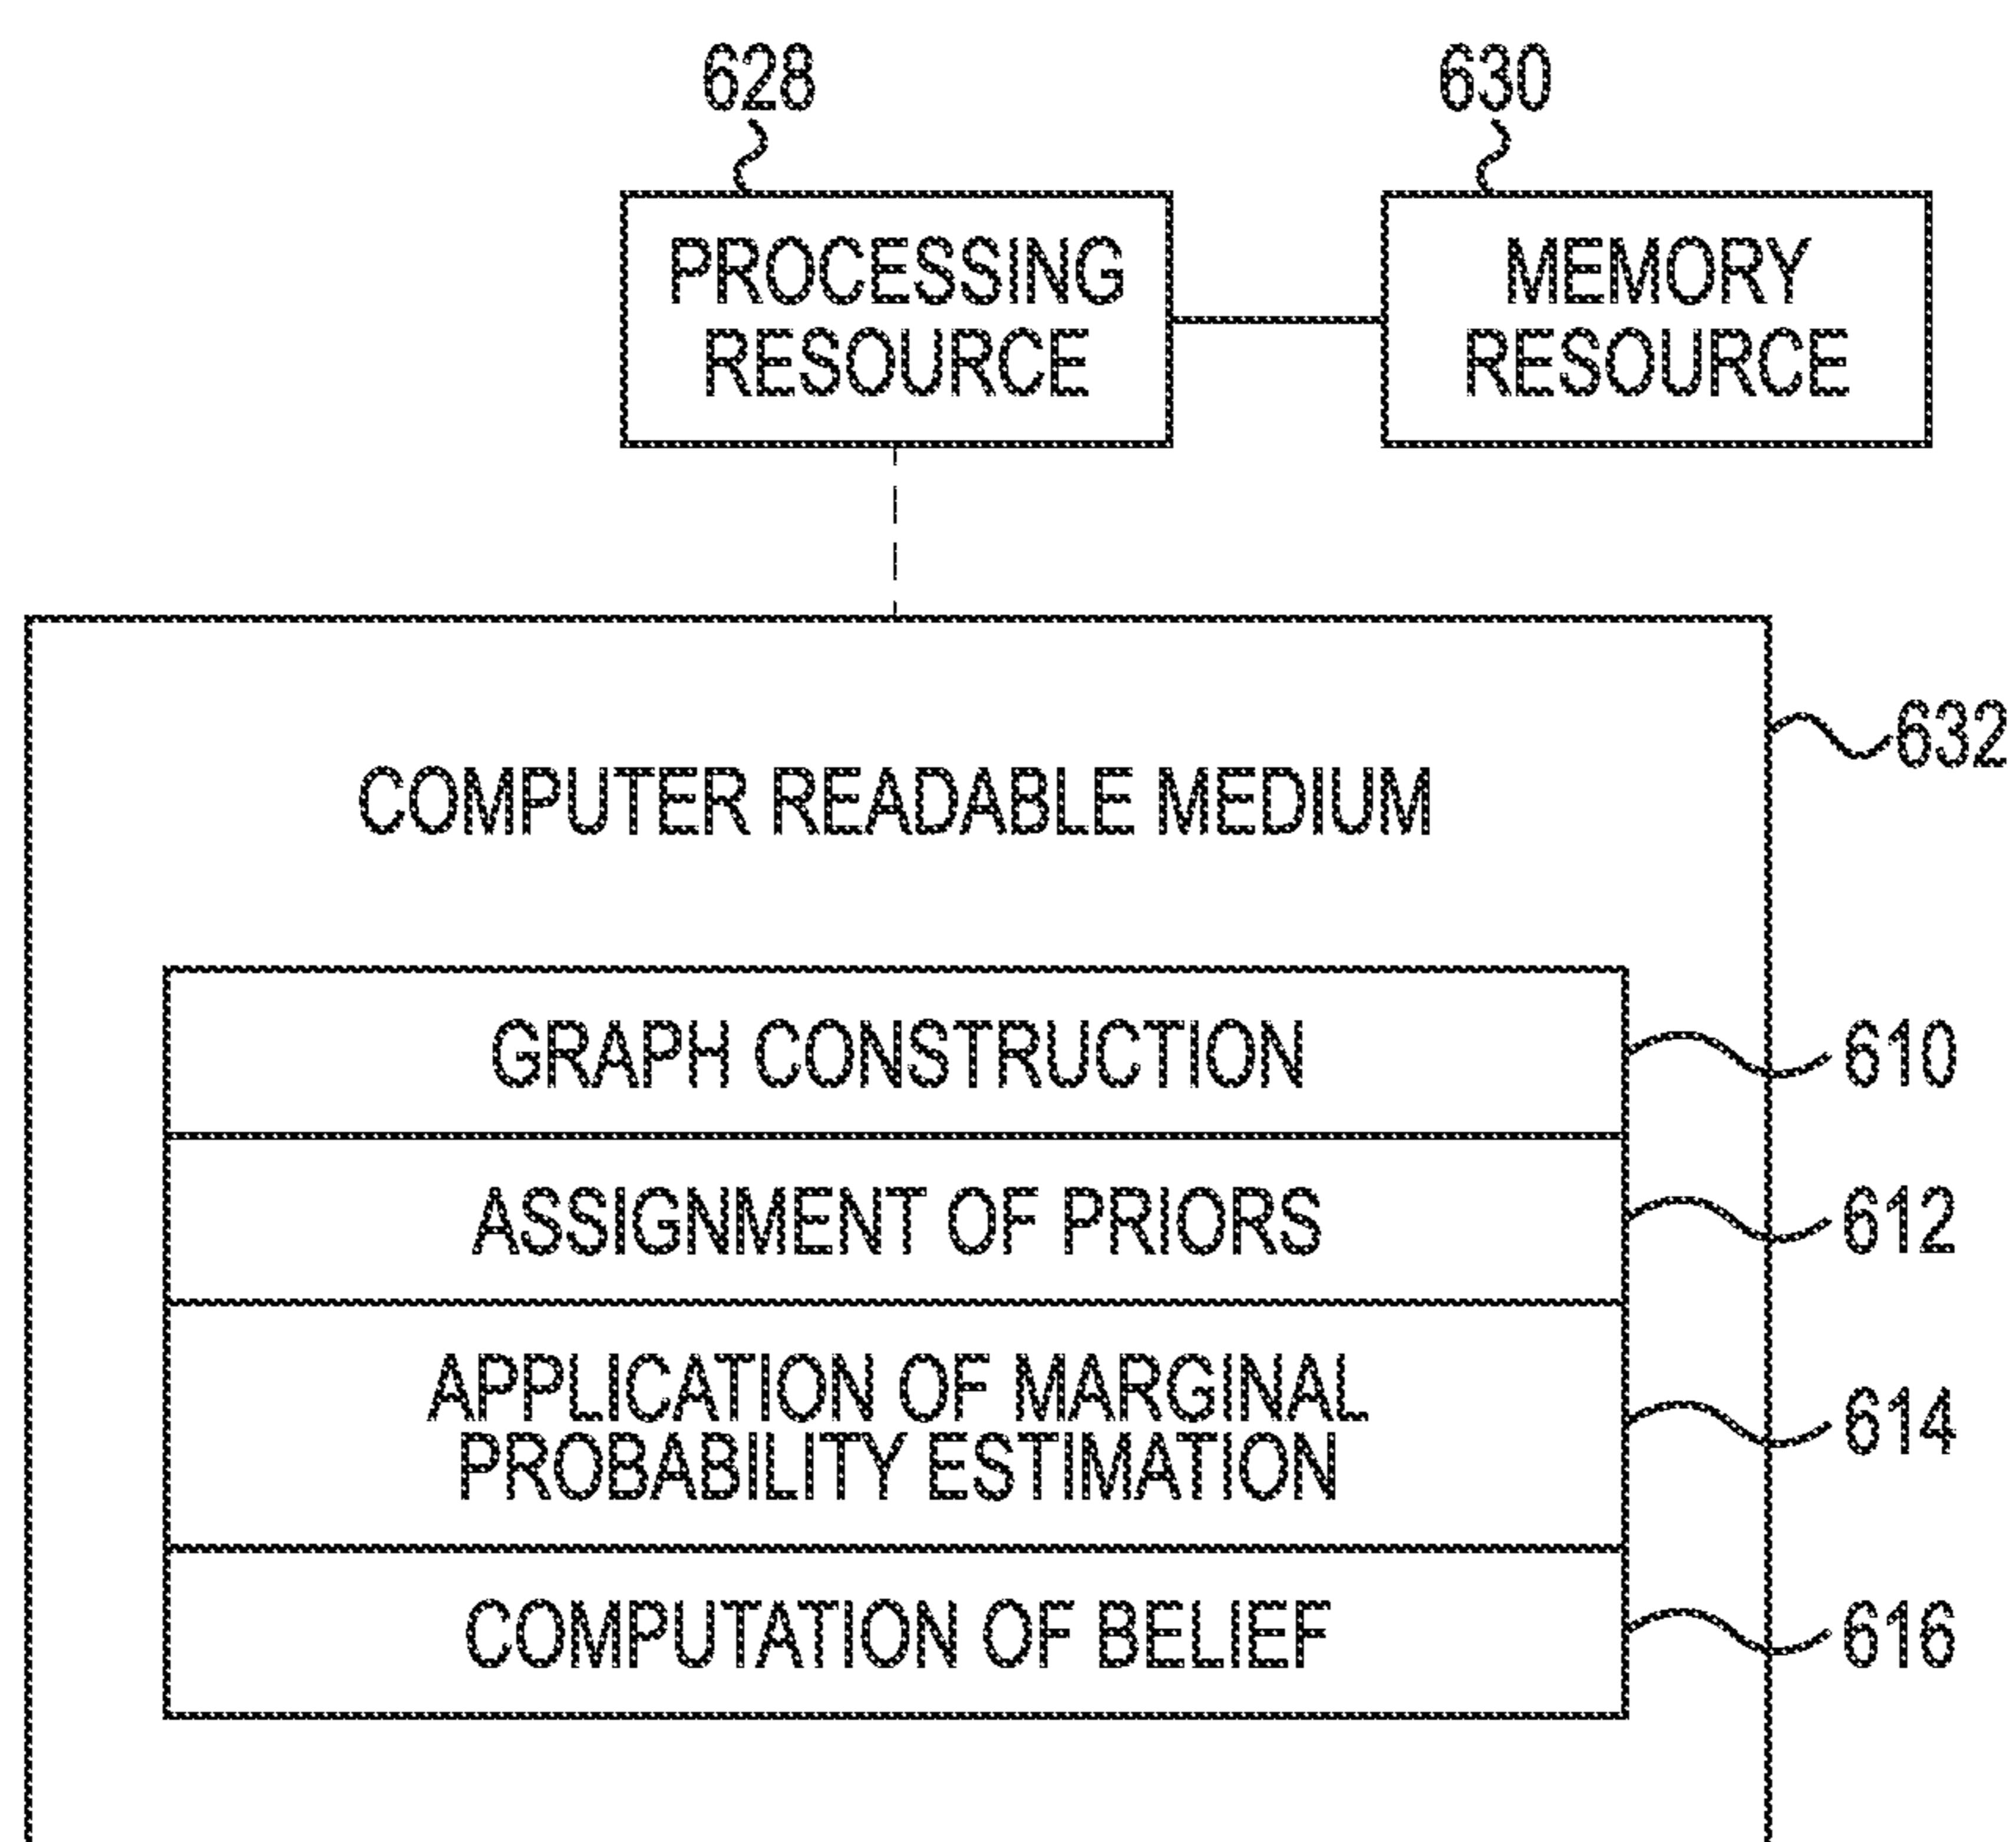 628
630
PROCESSING
RESOURCE
MEMORY
RESOURCE
632
COMPUTER READABLE MEDIUM
GRAPH CONSTRUCTION
610
ASSIGNMENT OF PRIORS
612
APPLICATION OF MARGINAL
PROBABILITY ESTIMATION
614
COMPUTATION OF BELIEF
616